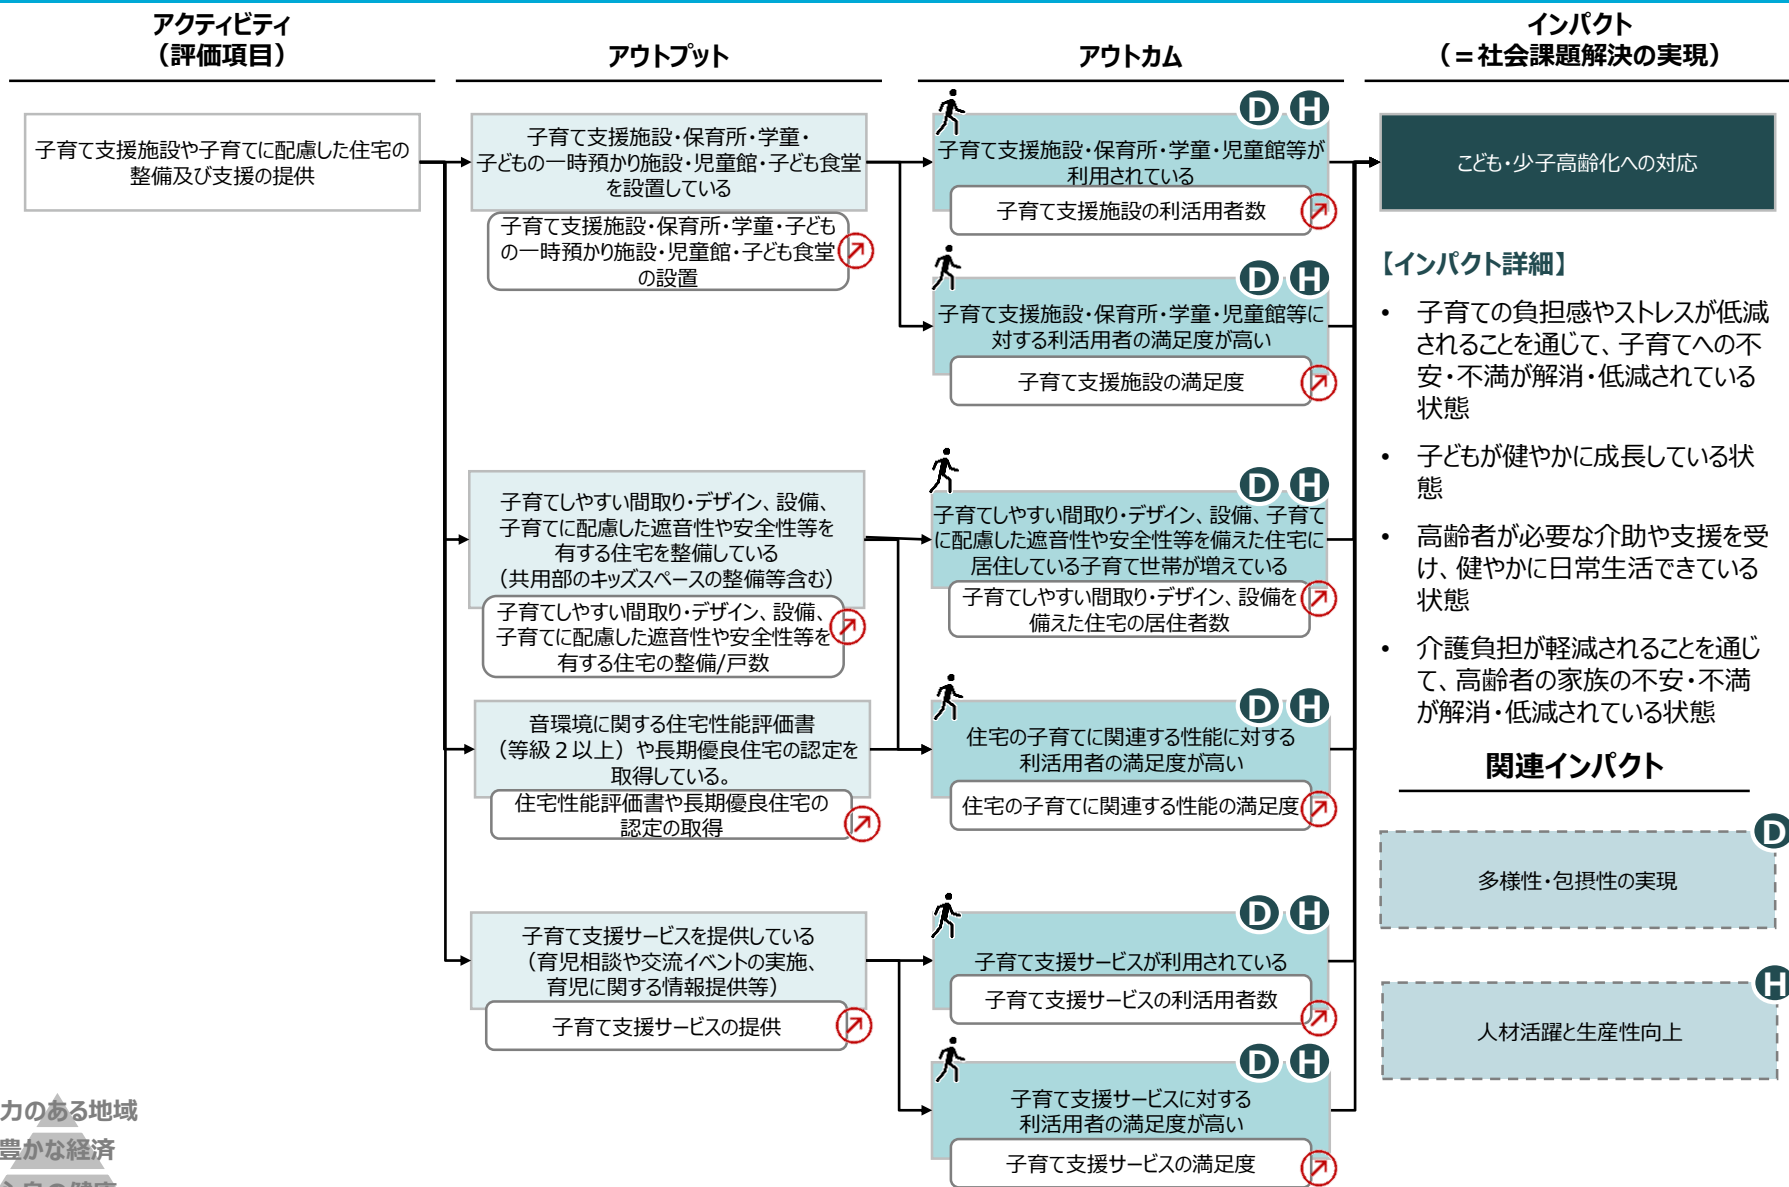 アクティビティ
（評価項目）
アウトプット
アウトカム
インパクト
（＝社会課題解決の実現）
子育て支援施設や子育てに配慮した住宅の
整備及び支援の提供
子育て支援施設・保育所・学童・
子どもの一時預かり施設・児童館・子ども食堂
を設置している
子育て支援施設・保育所・学童・子ども
の一時預かり施設・児童館・子ども食堂
の設置
子育てしやすい間取り・デザイン、設備、
子育てに配慮した遮音性や安全性等を
有する住宅を整備している
（共用部のキッズスペースの整備等含む）
子育てしやすい間取り・デザイン、設備、
子育てに配慮した遮音性や安全性等を
有する住宅の整備/戸数
音環境に関する住宅性能評価書
（等級２以上）や長期優良住宅の認定を
取得している。
住宅性能評価書や長期優良住宅の
認定の取得
子育て支援サービスを提供している
（育児相談や交流イベントの実施、
育児に関する情報提供等）
子育て支援サービスの提供
D H
子育て支援施設・保育所・学童・児童館等が
利用されている
子育て支援施設の利活用者数
D H
子育て支援施設・保育所・学童・児童館等に
対する利活用者の満足度が高い
子育て支援施設の満足度
D H
子育てしやすい間取り・デザイン、設備、子育て
に配慮した遮音性や安全性等を備えた住宅に
居住している子育て世帯が増えている
子育てしやすい間取り・デザイン、設備を
備えた住宅の居住者数
D H
住宅の子育てに関連する性能に対する
利活用者の満足度が高い
住宅の子育てに関連する性能の満足度
D H
子育て支援サービスが利用されている
子育て支援サービスの利活用者数
D H
子育て支援サービスに対する
利活用者の満足度が高い
子育て支援サービスの満足度
こども・少子高齢化への対応
【インパクト詳細】
• 子育ての負担感やストレスが低減
されることを通じて、子育てへの不
安・不満が解消・低減されている
状態
• 子どもが健やかに成長している状
態
• 高齢者が必要な介助や支援を受
け、健やかに日常生活できている
状態
• 介護負担が軽減されることを通じ
て、高齢者の家族の不安・不満
が解消・低減されている状態
関連インパクト
D
多様性・包摂性の実現
H
人材活躍と生産性向上
力のある地域
豊かな経済